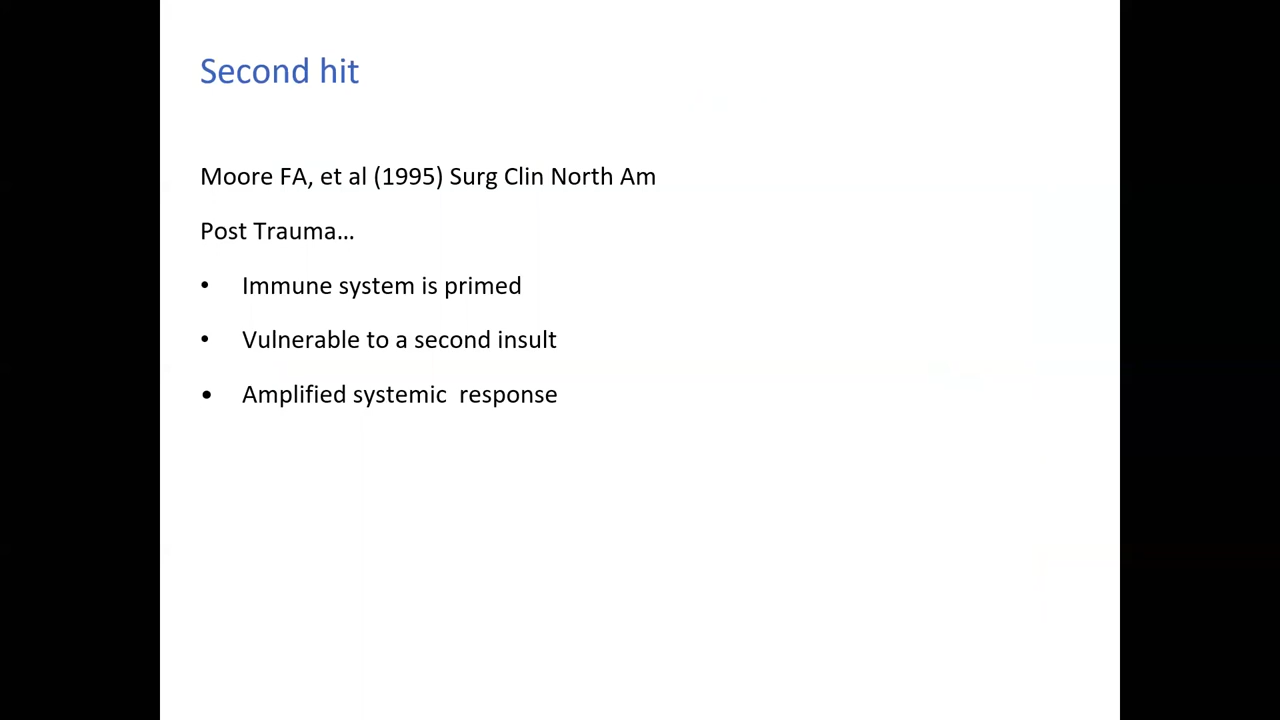 Second hit
Moore FA, et al (1995) Surg Clin North Am
Post Trauma…
• Immune system is primed
• Vulnerable to a second insult
• Amplified systemic  response